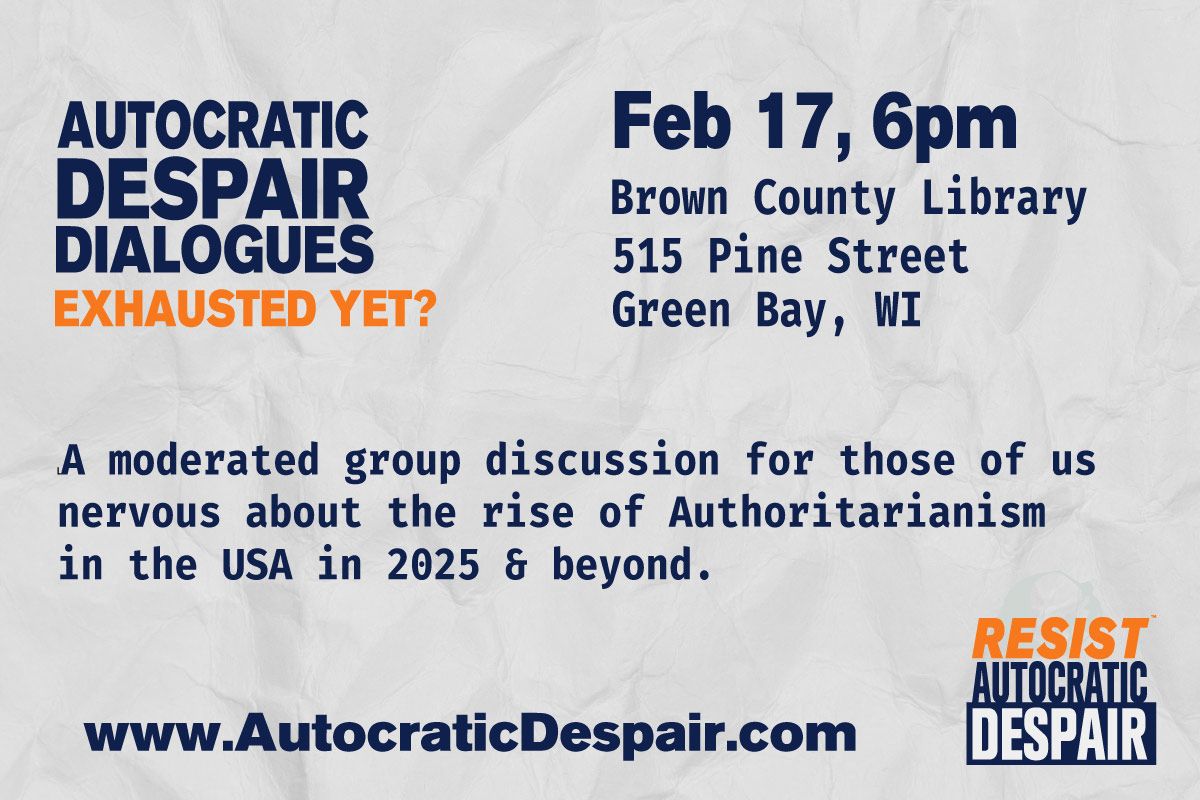 AUTOCRATIC
DESPAIR
DIALOGUES
EXHAUSTED YET?
Feb 17, 6pm
Brown County Library
515 Pine Street
Green Bay, WI
A moderated group discussion for those of us
nervous about the rise of Authoritarianism
in the USA in 2025 & beyond.
www.AutocraticDespair.com
RESIST™
AUTOCRATIC
DESPAIR